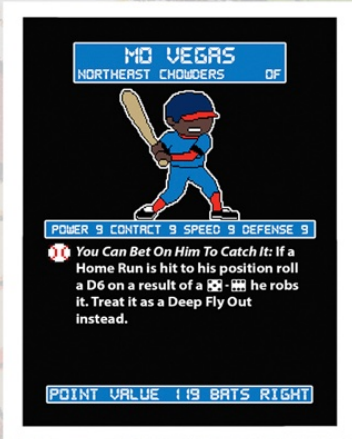 MO VEGAS
NORTHEAST CHOWDERS OF
POWER 9 CONTACT 9 SPEED 9 DEFENSE 9
You Can Bet On Him To Catch It: If a
Home Run is hit to his position roll
a D6 on a result of a ⚄ - ⚅ he robs
it. Treat it as a Deep Fly Out
instead.
POINT VALUE 119 BATS RIGHT